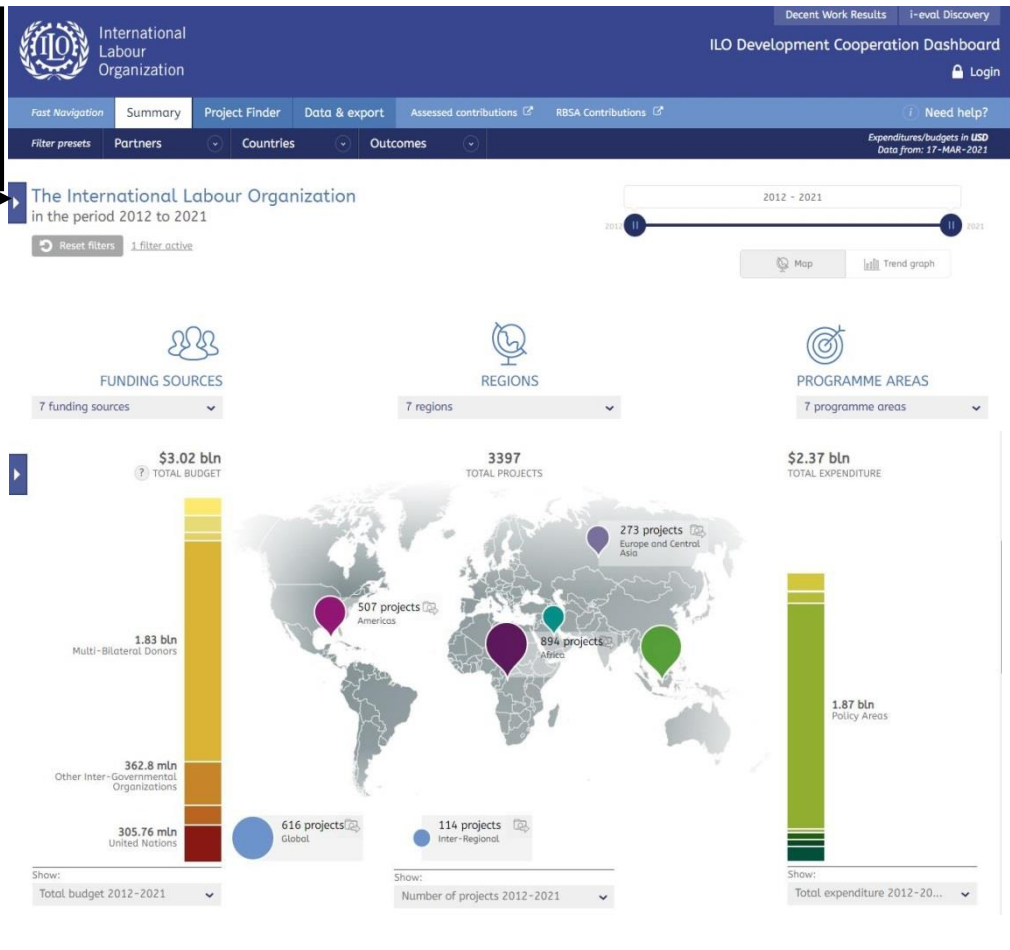 Decent Work Results
i-eval Discovery
International
Labour
Organization
ILO Development Cooperation Dashboard
Login
Fast Navigation
Summary
Project Finder
Data & export
Assessed contributions
RBSA Contributions
Need help?
Filter presets
Partners
Countries
Outcomes
Expenditures/budgets in USD
Data from: 17-MAR-2021
The International Labour Organization
in the period 2012 to 2021
2012 - 2021
2012
2021
Reset filters
1 filter active
Map
Trend graph
FUNDING SOURCES
REGIONS
PROGRAMME AREAS
7 funding sources
7 regions
7 programme areas
$3.02 bln
? TOTAL BUDGET
3397
TOTAL PROJECTS
$2.37 bln
TOTAL EXPENDITURE
273 projects
Europe and Central
Asia
507 projects
Americas
894 projects
Africa
1.83 bln
Multi-Bilateral Donors
1.87 bln
Policy Areas
362.8 mln
Other Inter-Governmental
Organizations
305.76 mln
United Nations
616 projects
Global
114 projects
Inter-Regional
Show:
Total budget 2012-2021
Show:
Number of projects 2012-2021
Show:
Total expenditure 2012-20...